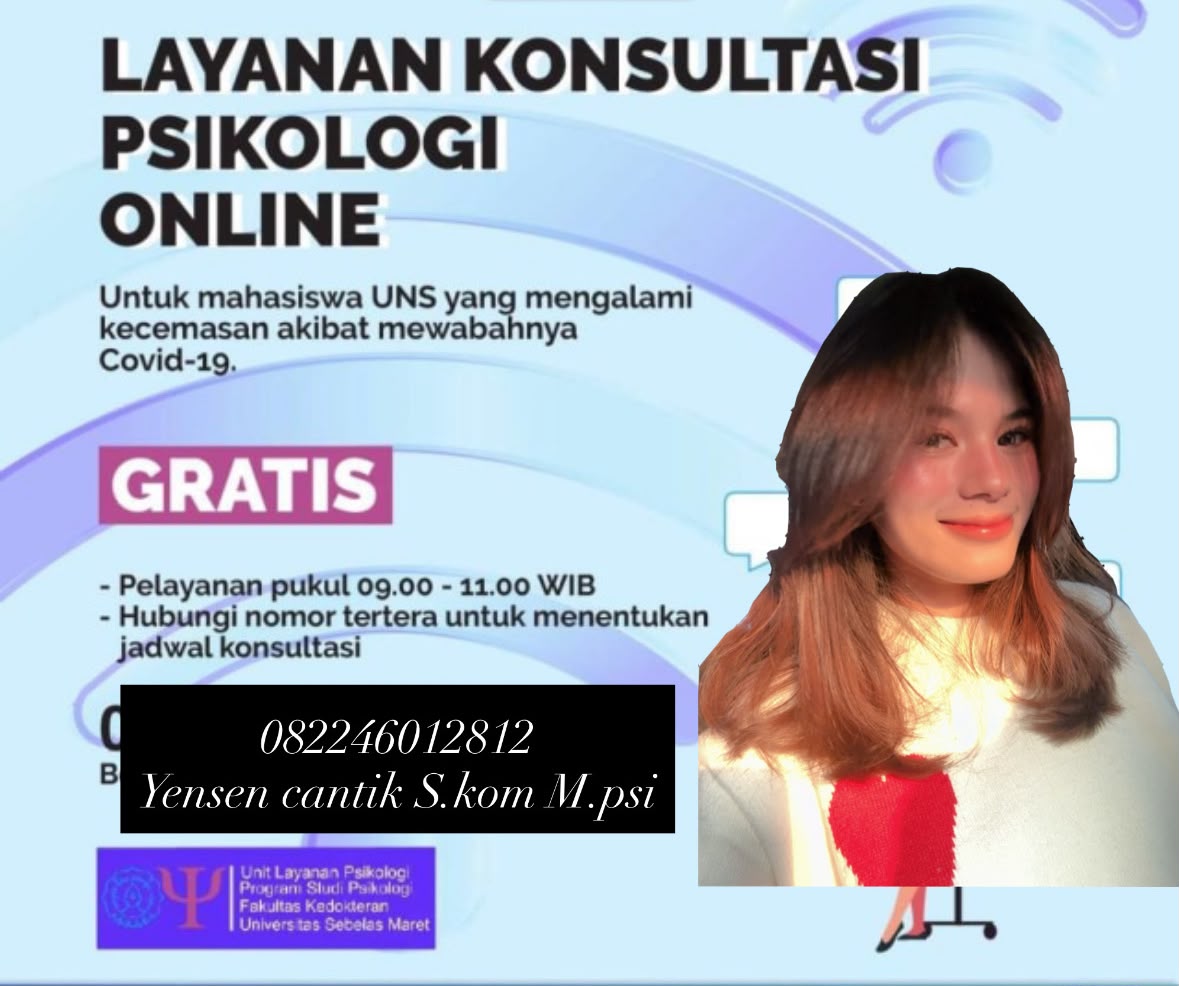 LAYANAN KONSULTASI
PSIKOLOGI
ONLINE
Untuk mahasiswa UNS yang mengalami
kecemasan akibat mewabahnya
Covid-19.
GRATIS
- Pelayanan pukul 09.00 - 11.00 WIB
- Hubungi nomor tertera untuk menentukan
jadwal konsultasi
082246012812
Yensen cantik S.kom M.psi
Unit Layanan Psikologi
Program Studi Psikologi
Fakultas Kedokteran
Universitas Sebelas Maret